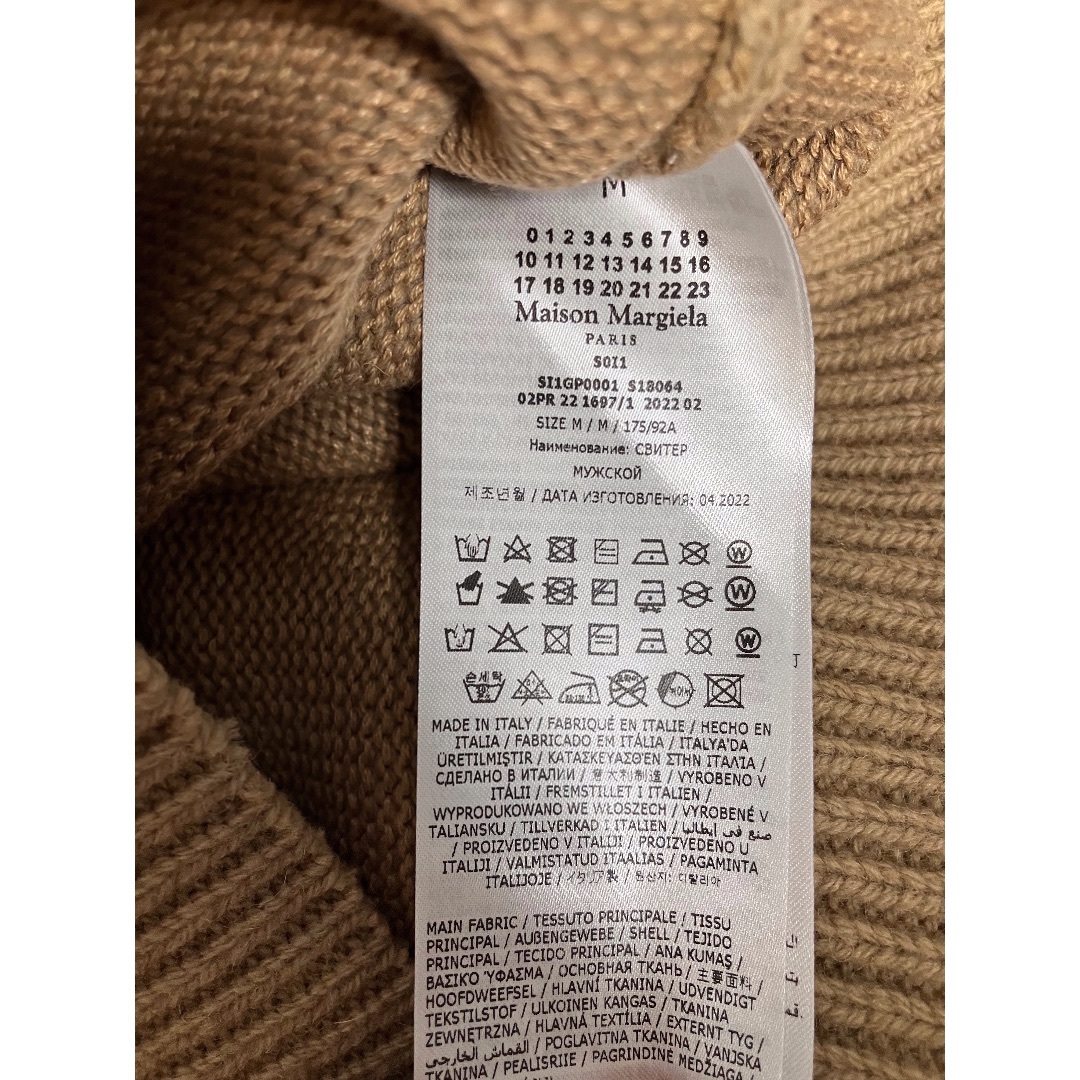 M
0 1 2 3 4 5 6 7 8 9
10 11 12 13 14 15 16
17 18 19 20 21 22 23
Maison Margiela
PARIS
S0I1
SI1GP0001 S18064
02PR 22 1697/1 2022 02
SIZE M / M / 175/92A
Наименование: СВИТЕР
МУЖСКОЙ
제조년월 / ДАТА ИЗГОТОВЛЕНИЯ: 04.2022
W
W
W
손세탁
MADE IN ITALY / FABRIQUÉ EN ITALIE / HECHO EN
ITALIA / FABRICADO EM ITÁLIA / ITALYA'DA
ÜRETILMIŞTIR / ΚΑΤΑΣΚΕΥΑΣΘΕΝ ΣΤΗΝ ΙΤΑΛΙΑ /
СДЕЛАНО В ИТАЛИИ / 意大利制造 / VYROBENO V
ITÁLII / FREMSTILLET I ITALIEN /
WYPRODUKOWANO WE WŁOSZECH / VYROBENÉ V
TALIANSKU / TILLVERKAD I ITALIEN / صنع في إيطاليا
/ PROIZVEDENO V ITALIJI / PROIZVEDENO U
ITALIJI / VALMISTATUD ITAALIAS / PAGAMINTA
ITALIJOJE / イタリア製 / 원산지: 이탈리아
MAIN FABRIC / TESSUTO PRINCIPALE / TISSU
PRINCIPAL / AUßENGEWEBE / SHELL / TEJIDO
PRINCIPAL / TECIDO PRINCIPAL / ANA KUMAŞ /
ΒΑΣΙΚΟ ΎΦΑΣΜΑ / ОСНОВНАЯ ТКАНЬ / 主要面料 /
HOOFDWEEFSEL / HLAVNÍ TKANINA / UDVENDIGT
TEKSTILSTOF / ULKOINEN KANGAS / TKANINA
ZEWNĘTRZNA / HLAVNÁ TEXTÍLIA / EXTERNT TYG /
القماش الخارجي / POGLAVITNA TKANINA / VANJSKA
TKANINA / PEALISRIIE / PAGRINDINĖ MEDŽIAGA /